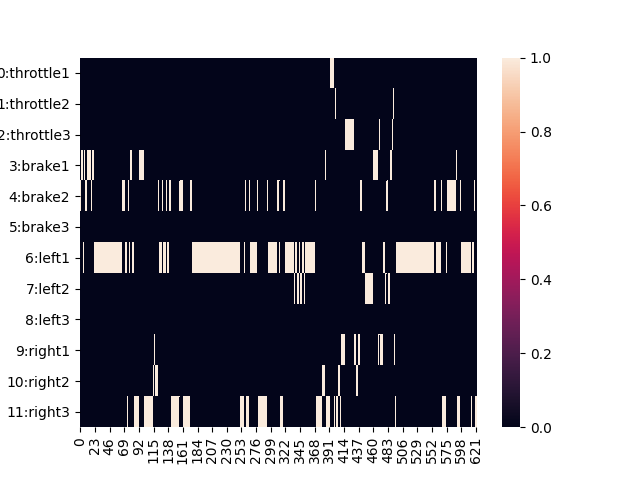 0:throttle1
1:throttle2
2:throttle3
3:brake1
4:brake2
5:brake3
6:left1
7:left2
8:left3
9:right1
10:right2
11:right3
0 23 46 69 92 115 138 161 184 207 230 253 276 299 322 345 368 391 414 437 460 483 506 529 552 575 598 621
1.0
0.8
0.6
0.4
0.2
0.0